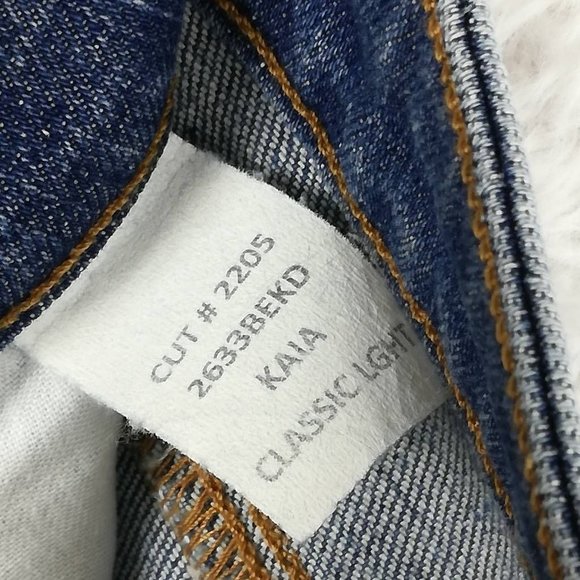 CUT # 2205
2633BEKD
KAIA
CLASSIC LGHT